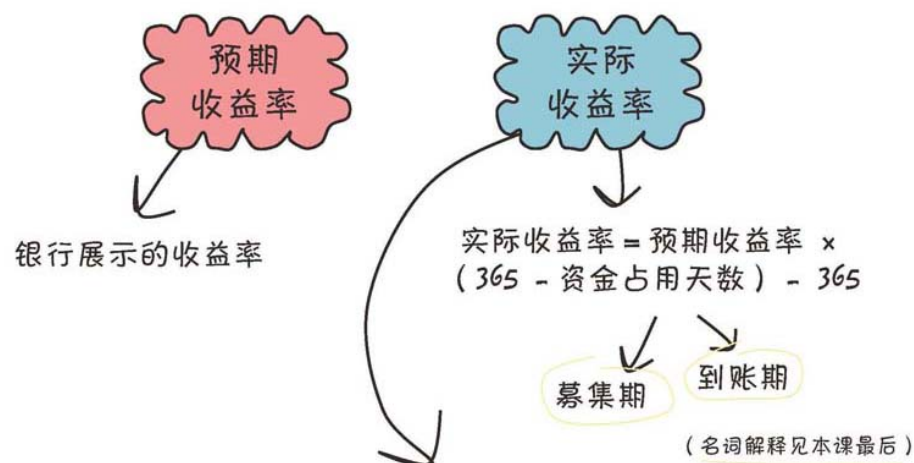 预期
收益率
实际
收益率
银行展示的收益率
实际收益率 = 预期收益率 ×
(365 - 资金占用天数) - 365
募集期
到账期
(名词解释见本课最后)